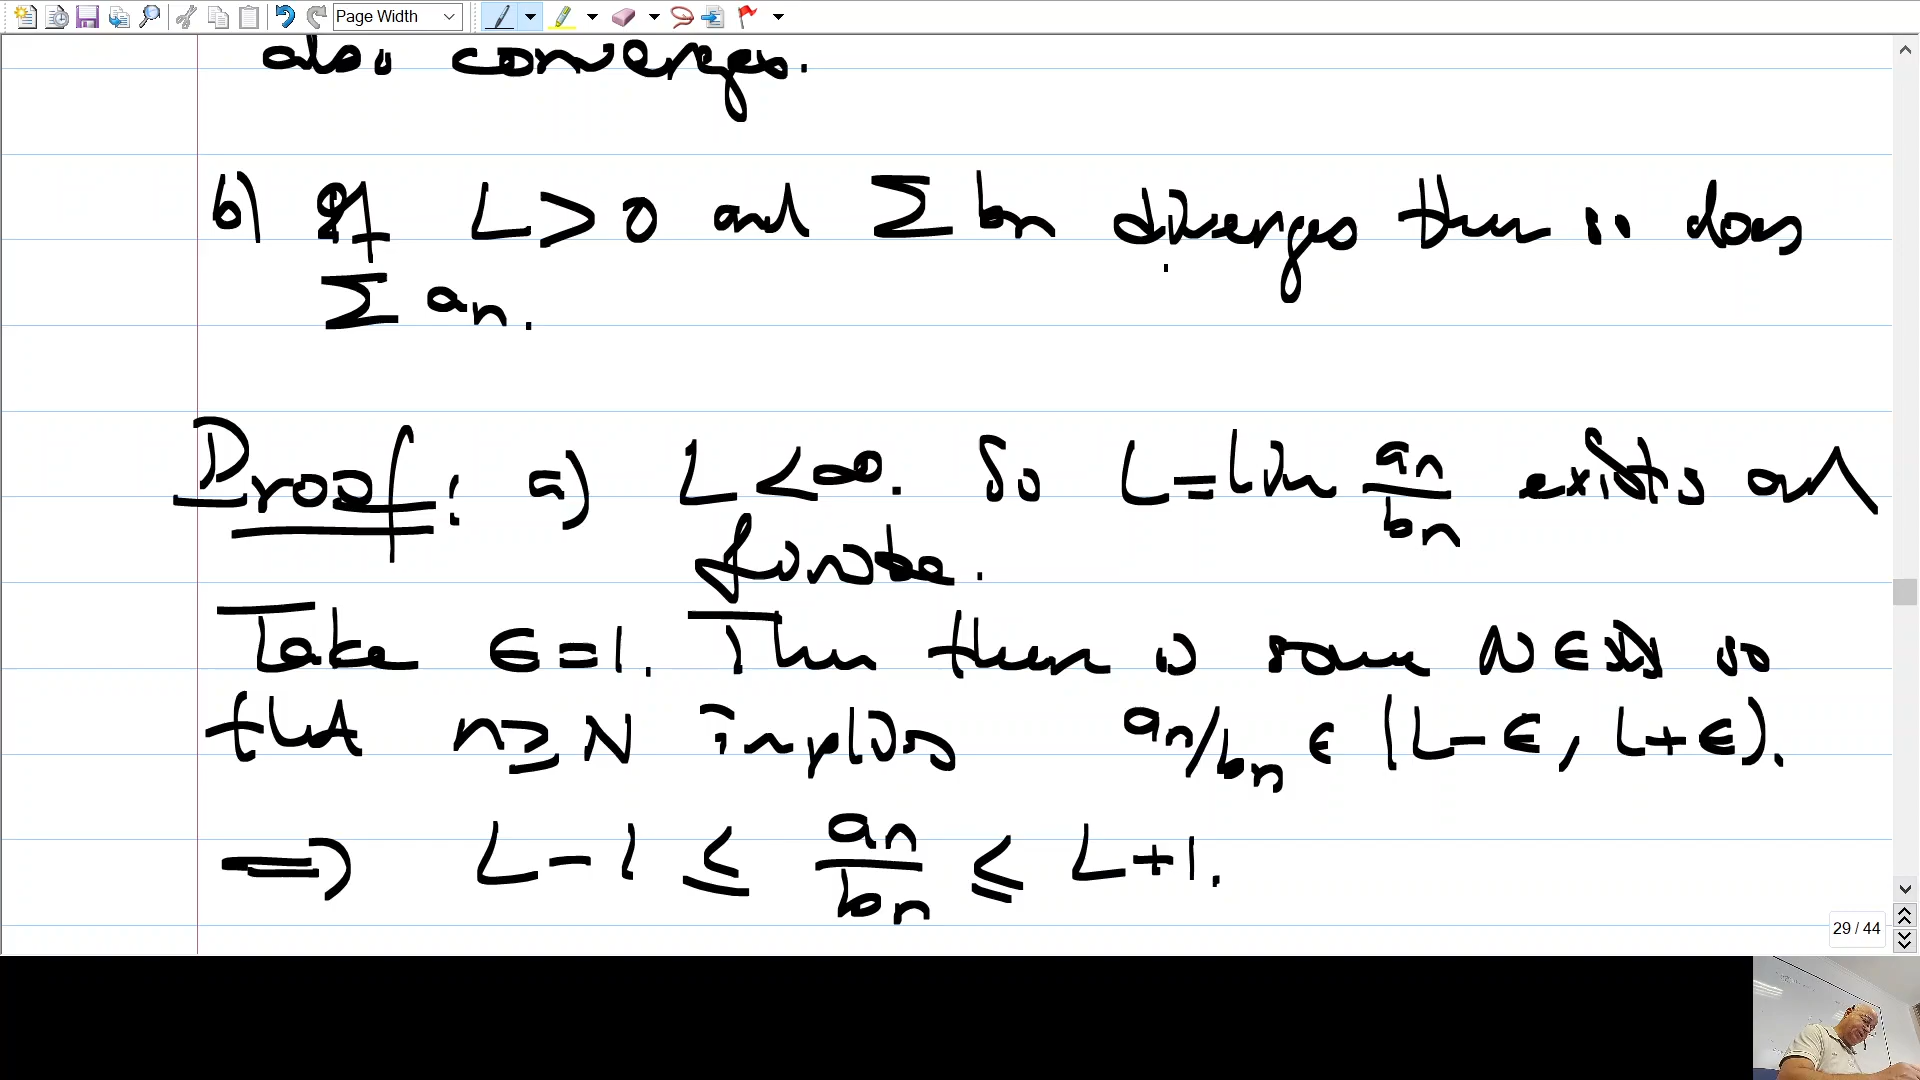 Page Width
also converges.
b) If L > 0 and Σ bn diverges then so does
Σ an.
Proof: a) L < ∞. So L = lim an/bn exists and
finite.
Take ϵ = 1. Then there is some N ∈ ℕ so
that n ≥ N implies an/bn ∈ (L - ϵ, L + ϵ).
⟹ L - 1 ≤ an/bn ≤ L + 1.
29 / 44